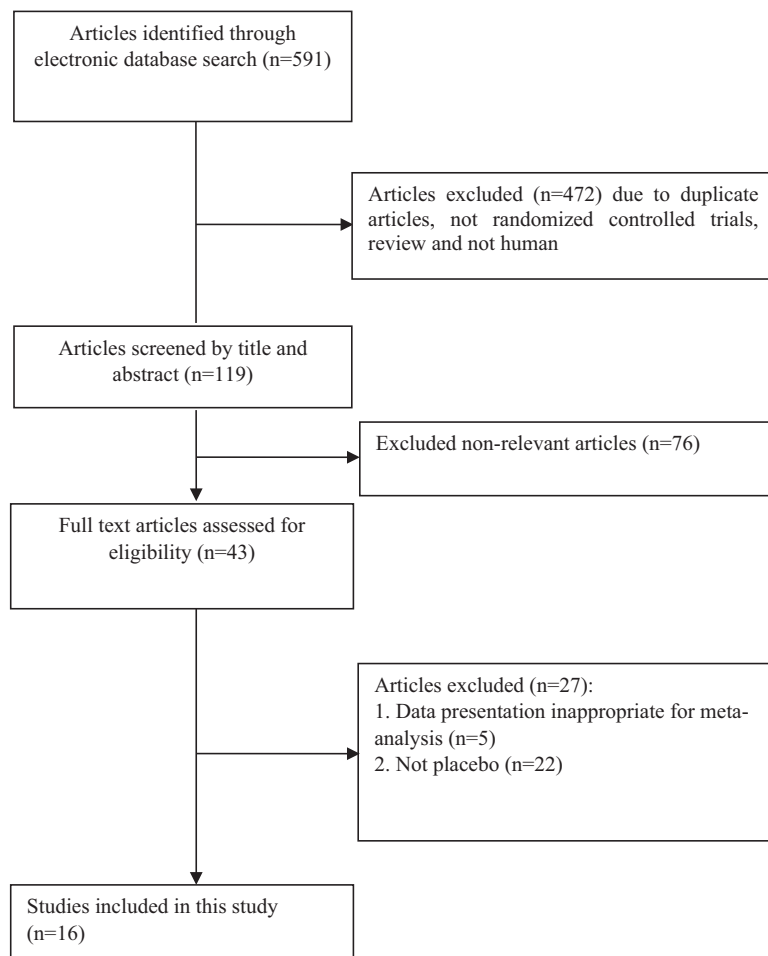 Articles identified through
electronic database search (n=591)
Articles excluded (n=472) due to duplicate
articles, not randomized controlled trials,
review and not human
Articles screened by title and
abstract (n=119)
Excluded non-relevant articles (n=76)
Full text articles assessed for
eligibility (n=43)
Articles excluded (n=27):
1. Data presentation inappropriate for meta-
analysis (n=5)
2. Not placebo (n=22)
Studies included in this study
(n=16)